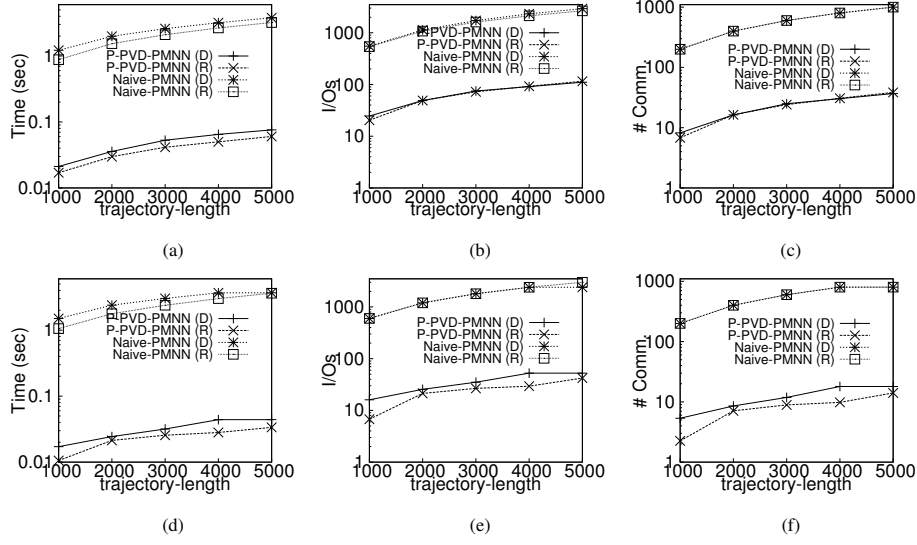 Time (sec)
1
0.1
0.01
P-PVD-PMNN (D)
P-PVD-PMNN (R)
Naive-PMNN (D)
Naive-PMNN (R)
1000 2000 3000 4000 5000
trajectory-length
(a)
I/Os
1000
100
10
1
P-PVD-PMNN (D)
P-PVD-PMNN (R)
Naive-PMNN (D)
Naive-PMNN (R)
1000 2000 3000 4000 5000
trajectory-length
(b)
# Comm.
1000
100
10
1
P-PVD-PMNN (D)
P-PVD-PMNN (R)
Naive-PMNN (D)
Naive-PMNN (R)
1000 2000 3000 4000 5000
trajectory-length
(c)
Time (sec)
1
0.1
0.01
P-PVD-PMNN (D)
P-PVD-PMNN (R)
Naive-PMNN (D)
Naive-PMNN (R)
1000 2000 3000 4000 5000
trajectory-length
(d)
I/Os
1000
100
10
1
P-PVD-PMNN (D)
P-PVD-PMNN (R)
Naive-PMNN (D)
Naive-PMNN (R)
1000 2000 3000 4000 5000
trajectory-length
(e)
# Comm.
1000
100
10
1
P-PVD-PMNN (D)
P-PVD-PMNN (R)
Naive-PMNN (D)
Naive-PMNN (R)
1000 2000 3000 4000 5000
trajectory-length
(f)